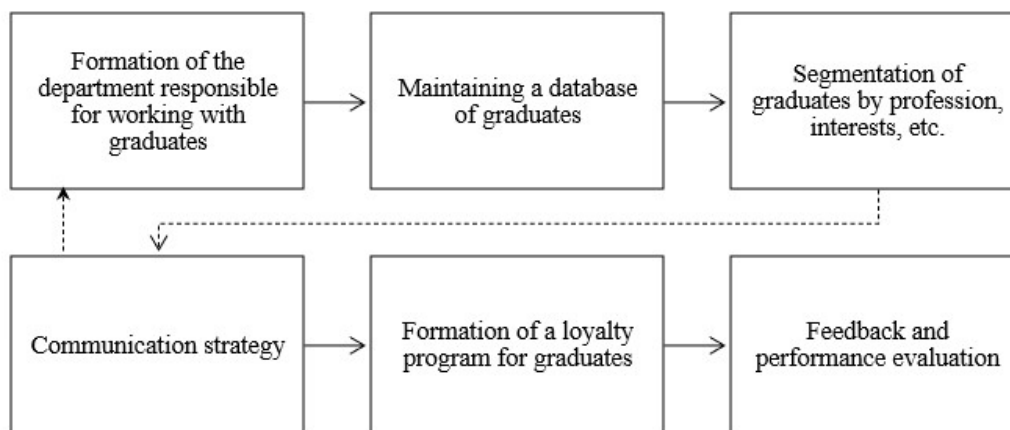 Formation of the
department responsible
for working with
graduates
Maintaining a database
of graduates
Segmentation of
graduates by profession,
interests, etc.
Communication strategy
Formation of a loyalty
program for graduates
Feedback and
performance evaluation